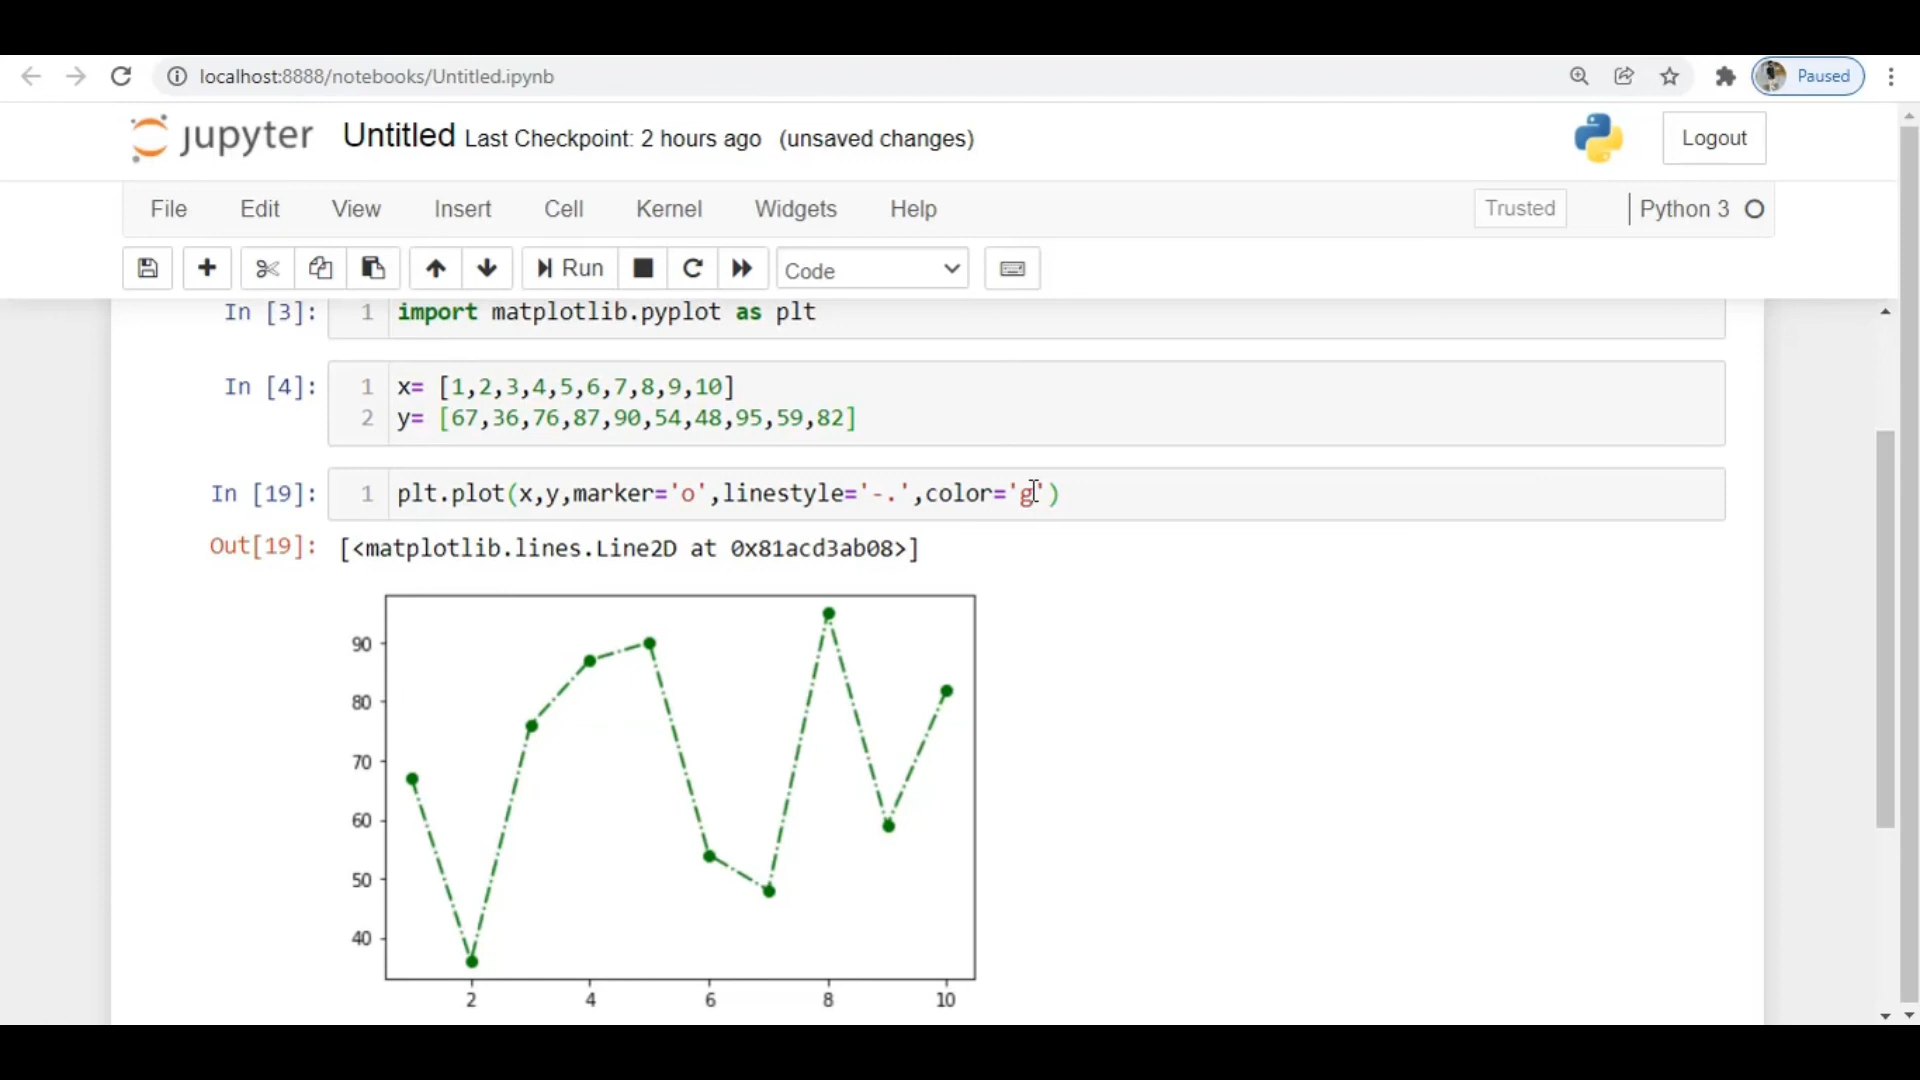 localhost:8888/notebooks/Untitled.ipynb
Paused
jupyter Untitled Last Checkpoint: 2 hours ago (unsaved changes)
Logout
File Edit View Insert Cell Kernel Widgets Help
Trusted
Python 3
Run
Code
In [3]: 1 import matplotlib.pyplot as plt
In [4]: 1 x= [1,2,3,4,5,6,7,8,9,10]
2 y= [67,36,76,87,90,54,48,95,59,82]
In [19]: 1 plt.plot(x,y,marker='o',linestyle='-.',color='g')
Out[19]: [<matplotlib.lines.Line2D at 0x81acd3ab08>]
90
80
70
60
50
40
2 4 6 8 10